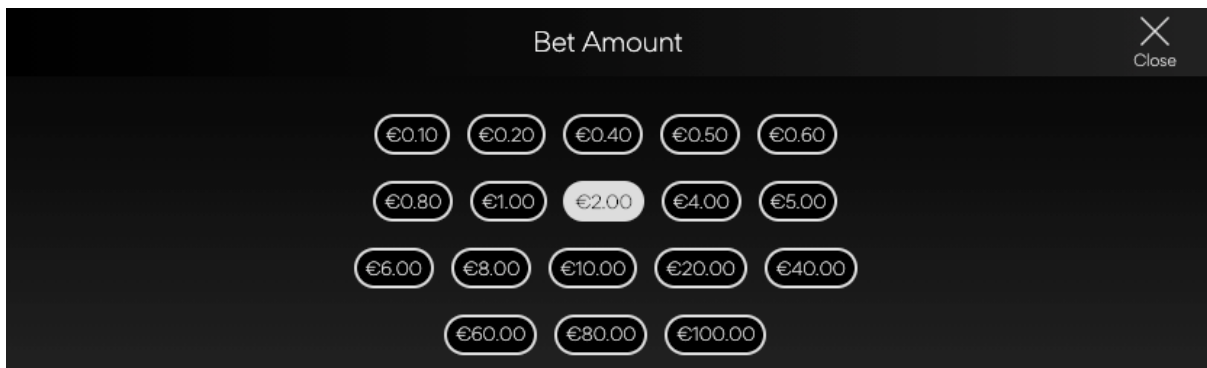 Bet Amount
Close
€0.10 €0.20 €0.40 €0.50 €0.60
€0.80 €1.00 €2.00 €4.00 €5.00
€6.00 €8.00 €10.00 €20.00 €40.00
€60.00 €80.00 €100.00